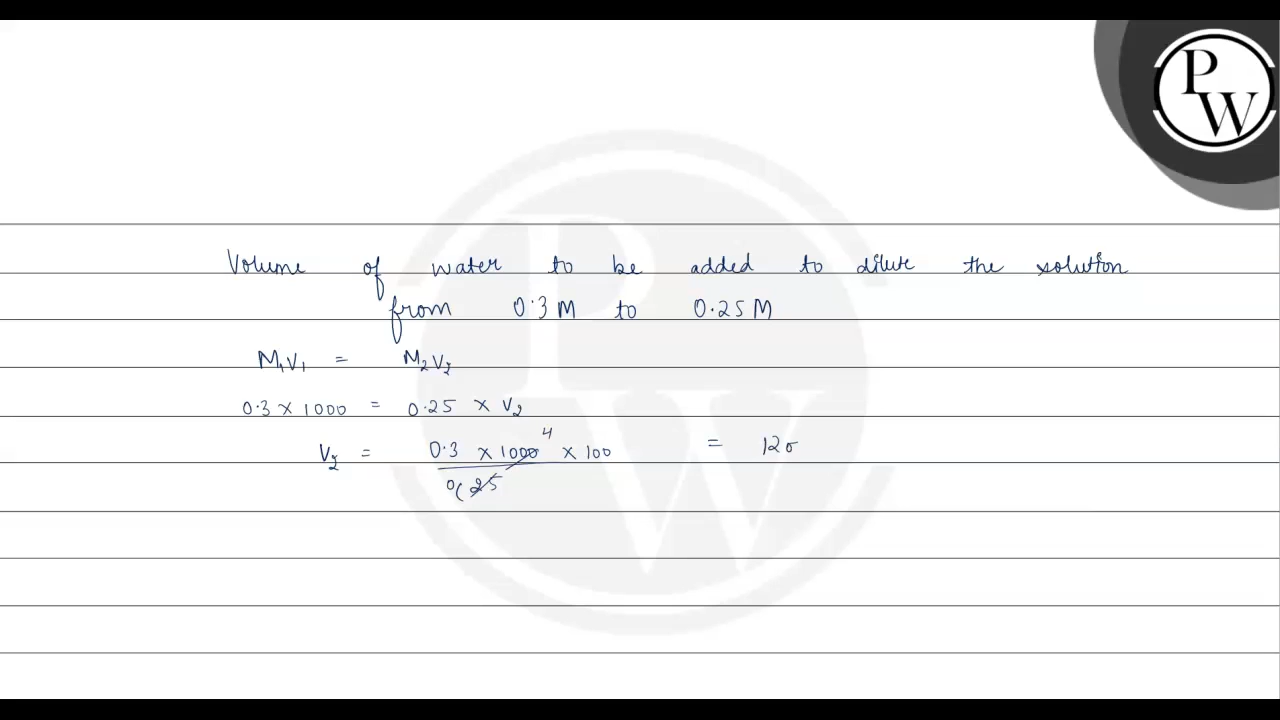 PW
Volume of water to be added to dilute the solution
from 0.3 M to 0.25 M
M₁V₁ = M₂V₂
0.3 × 1000 = 0.25 × V₂
4
V₂ = 0.3 × 1000 × 100 = 120
25